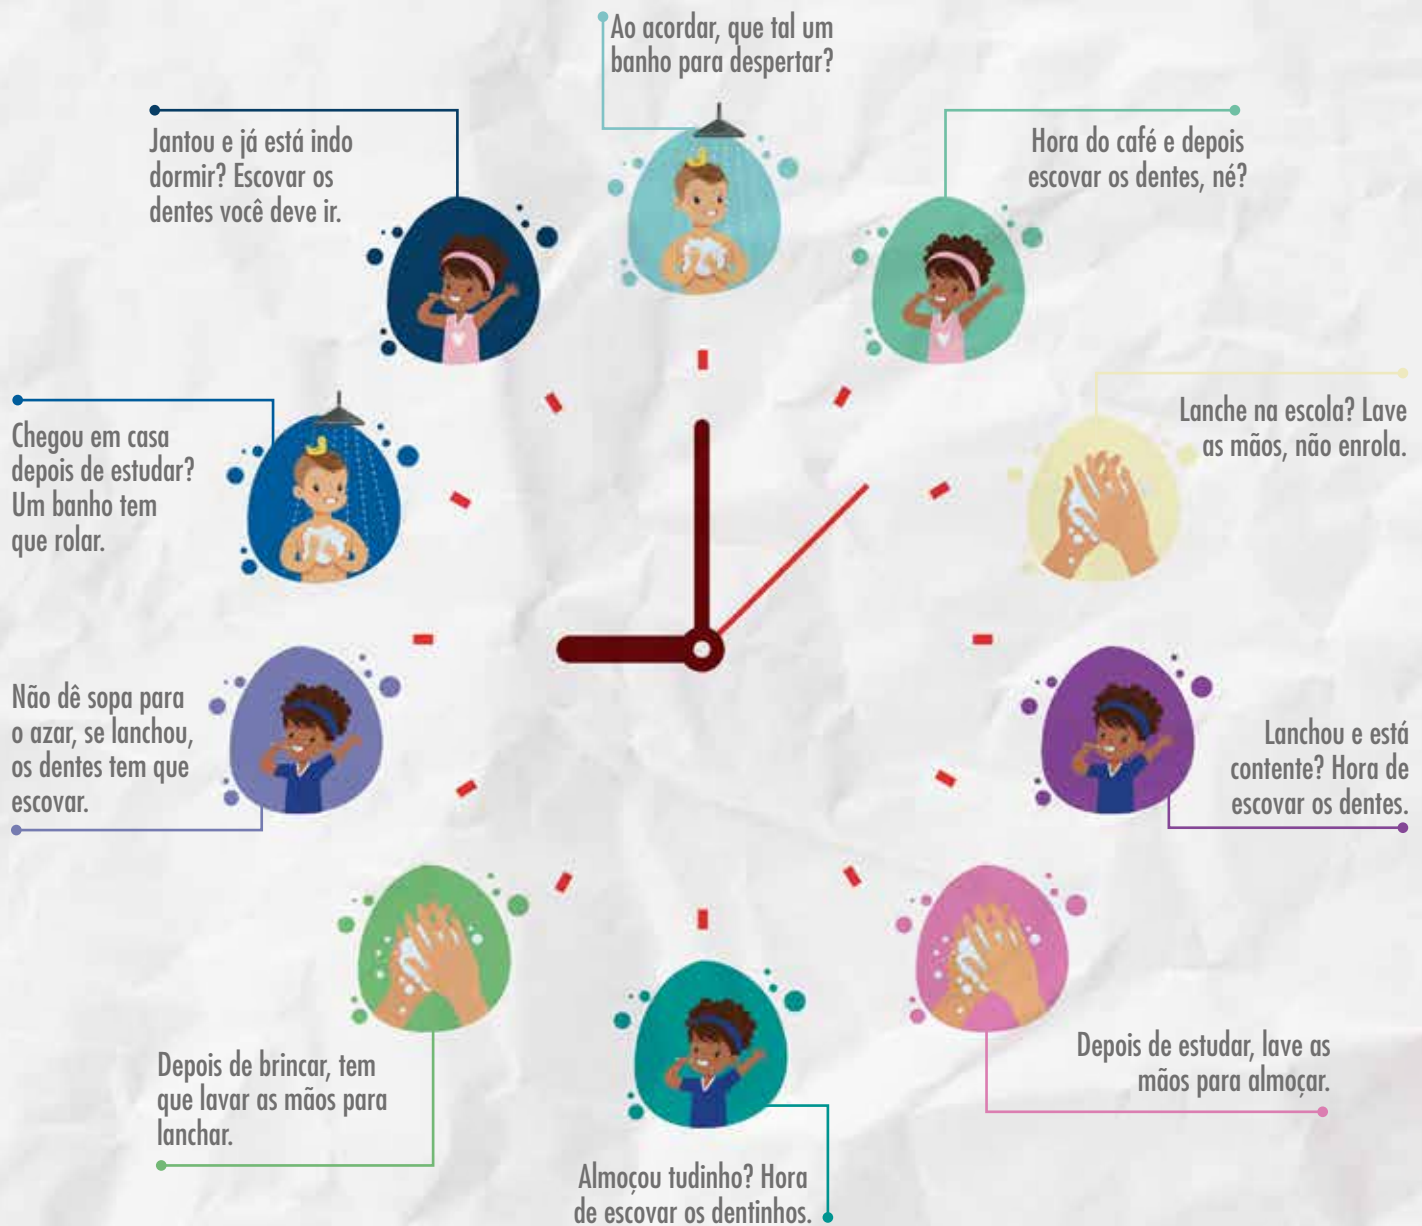 Ao acordar, que tal um
banho para despertar?
Hora do café e depois
escovar os dentes, né?
Lanche na escola? Lave
as mãos, não enrola.
Lanchou e está
contente? Hora de
escovar os dentes.
Depois de estudar, lave as
mãos para almoçar.
Almoçou tudinho? Hora
de escovar os dentinhos.
Depois de brincar, tem
que lavar as mãos para
lanchar.
Não dê sopa para
o azar, se lanchou,
os dentes tem que
escovar.
Chegou em casa
depois de estudar?
Um banho tem
que rolar.
Jantou e já está indo
dormir? Escovar os
dentes você deve ir.